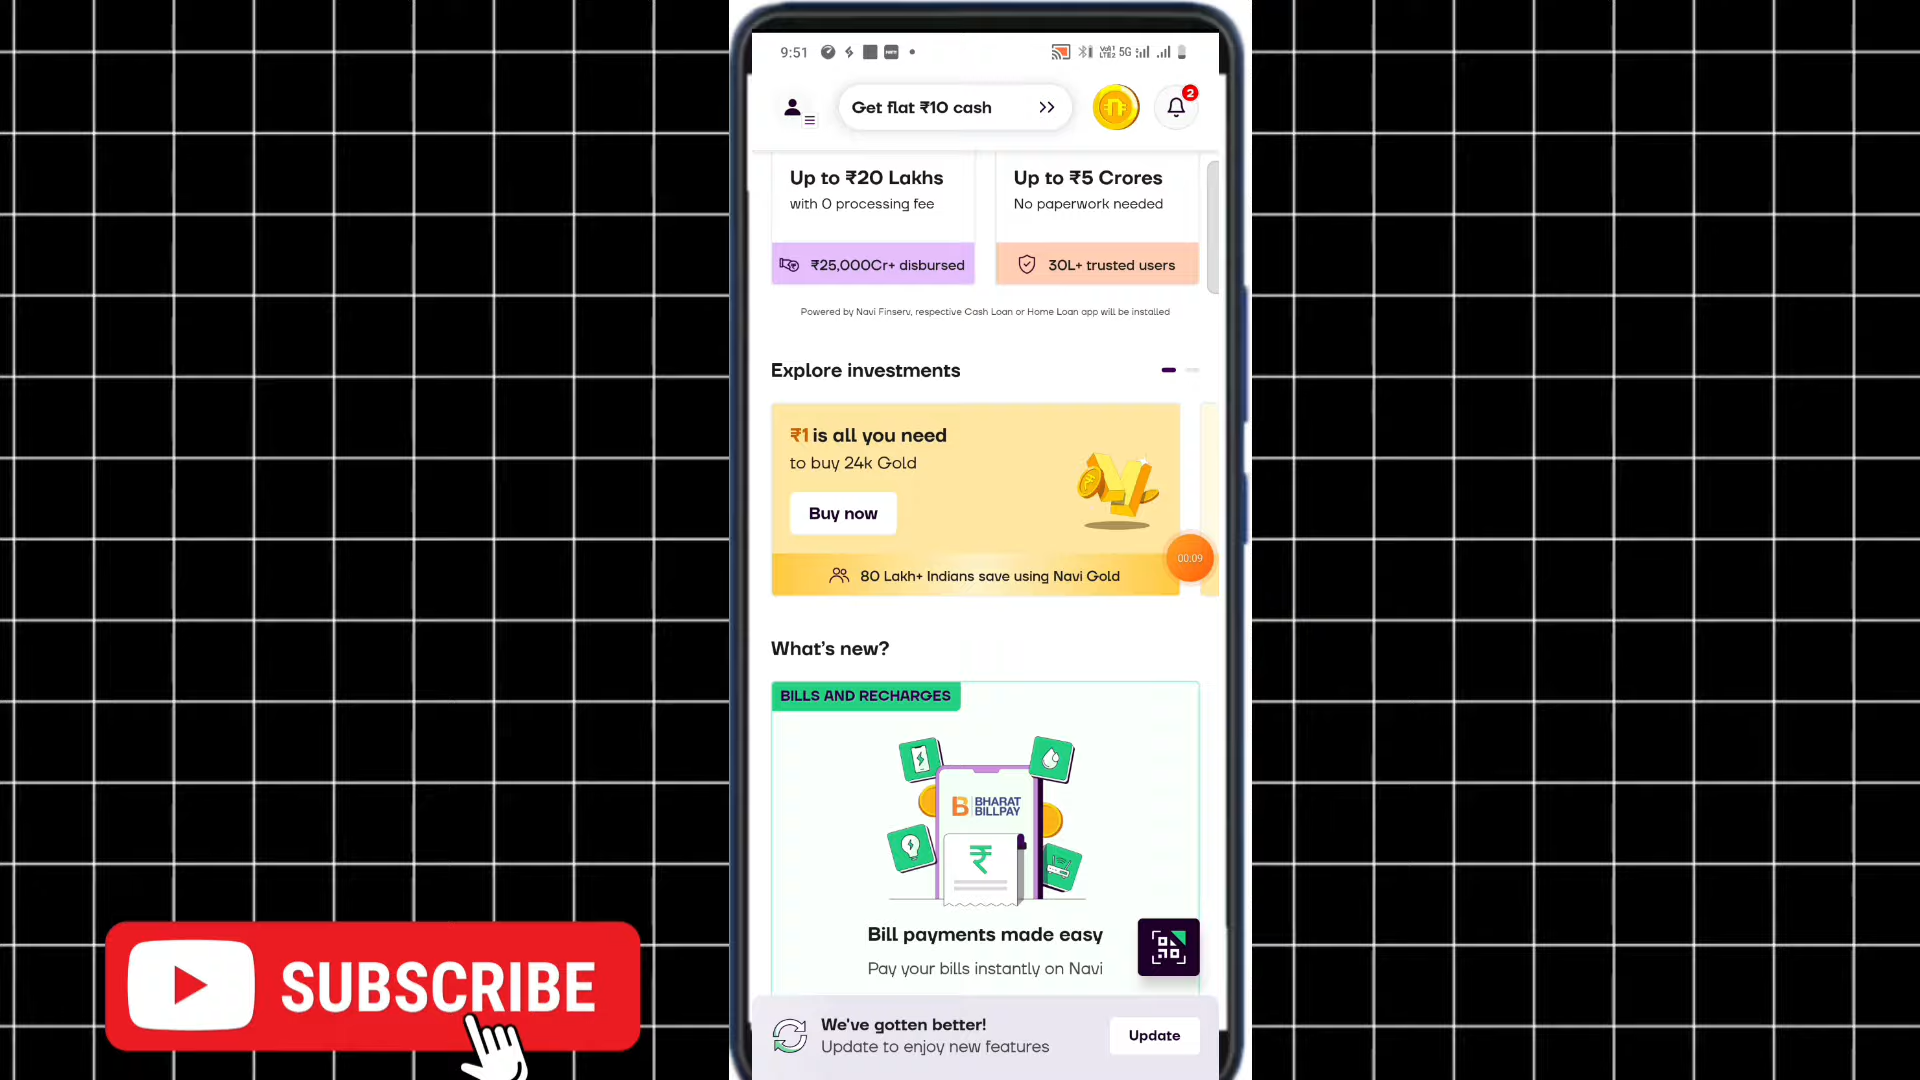 9:51
5G
Get flat ₹10 cash
2
Up to ₹20 Lakhs
with 0 processing fee
₹25,000Cr+ disbursed
Up to ₹5 Crores
No paperwork needed
30L+ trusted users
Powered by Navi Finserv, respective Cash Loan or Home Loan app will be installed
Explore investments
₹1 is all you need
to buy 24k Gold
Buy now
00:09
80 Lakh+ Indians save using Navi Gold
What's new?
BILLS AND RECHARGES
B BHARAT
BILLPAY
₹
Bill payments made easy
Pay your bills instantly on Navi
We've gotten better!
Update to enjoy new features
Update
SUBSCRIBE